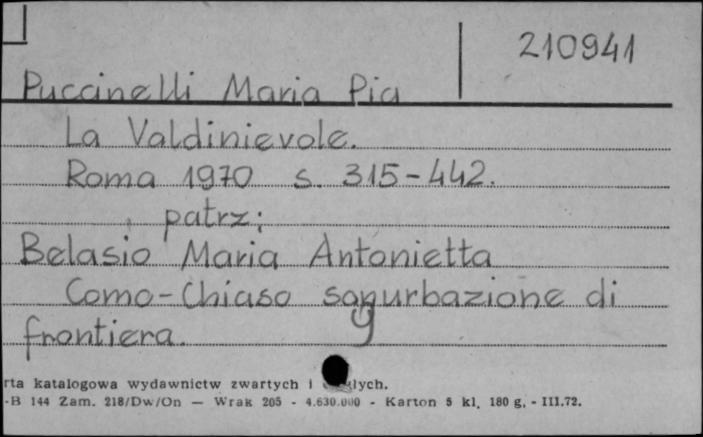 210941
Puccinelli Maria Pia
La Valdinievole.
Roma 1970 s. 315-442.
patrz:
Belasio Maria Antonietta
Como-Chiaso sonurbazione di
g
frontiera.
rta katalogowa wydawnictw zwartych i
-B 144 Zam. 218/Dw/On — Wrak 205 - 4.630.000 - Karton 5 kl. 180 g. - III.72.